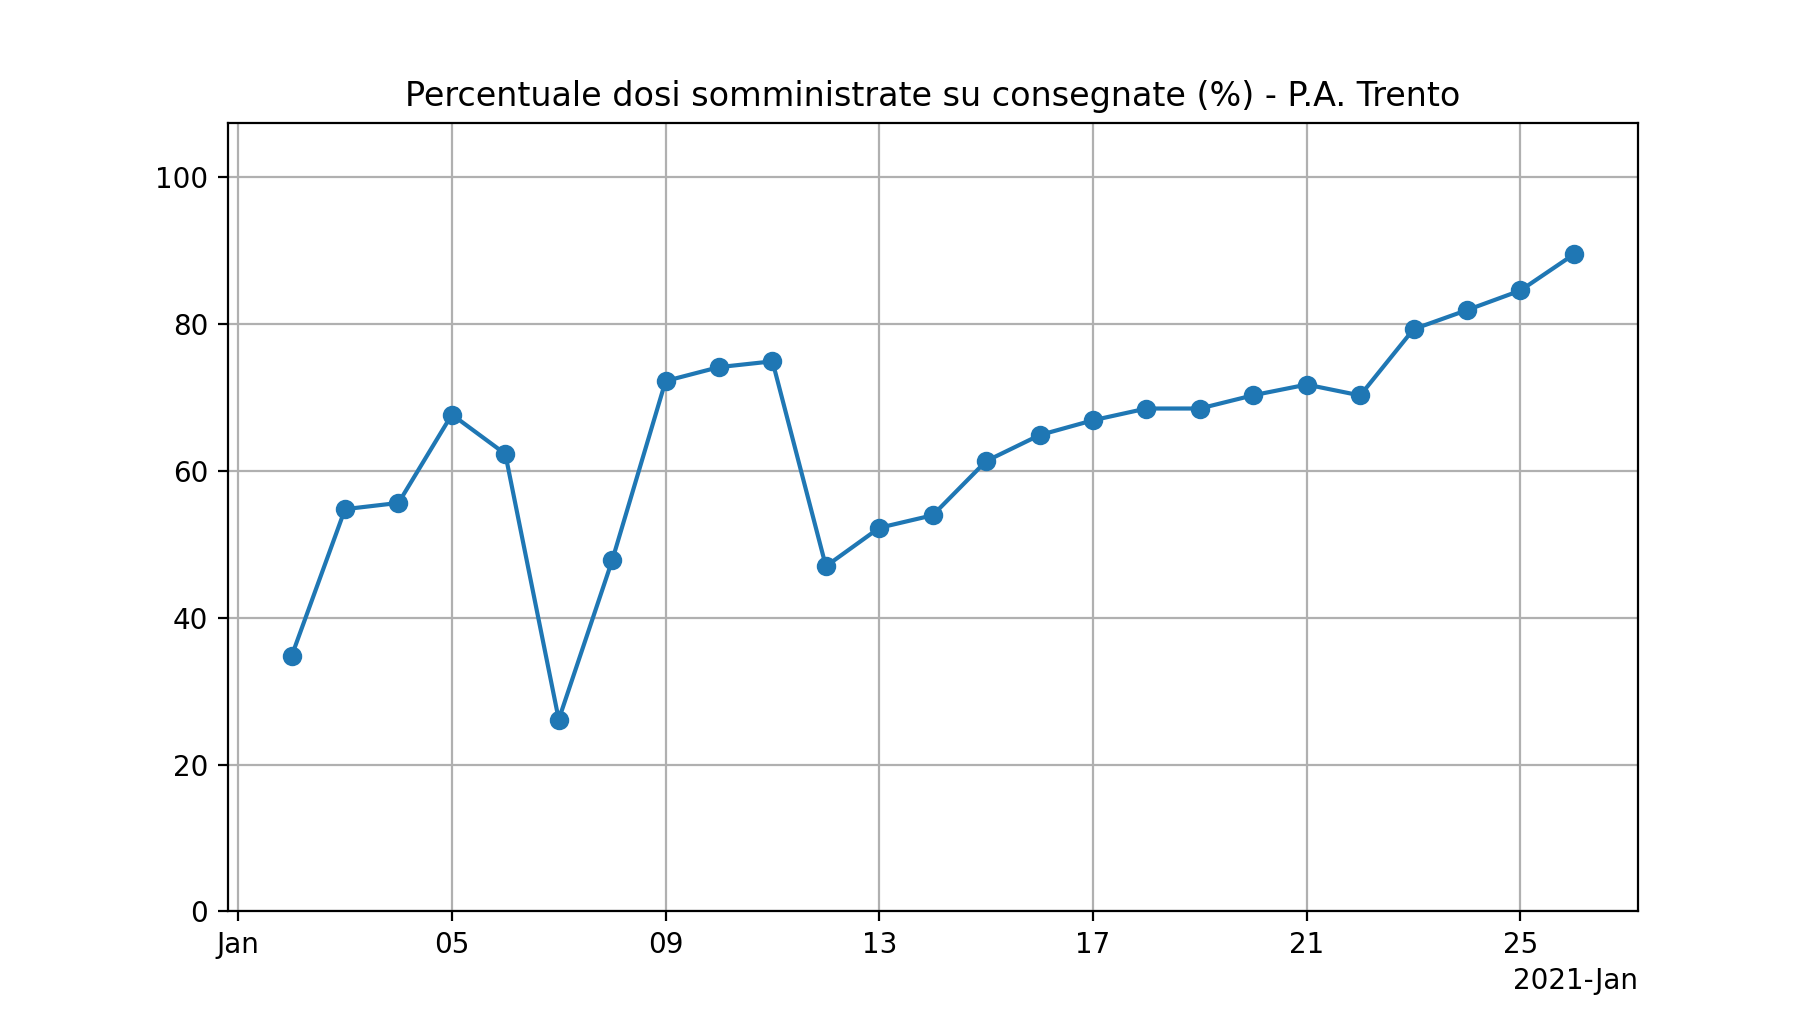 Percentuale dosi somministrate su consegnate (%) - P.A. Trento
100
80
60
40
20
0
Jan 05 09 13 17 21 25
2021-Jan